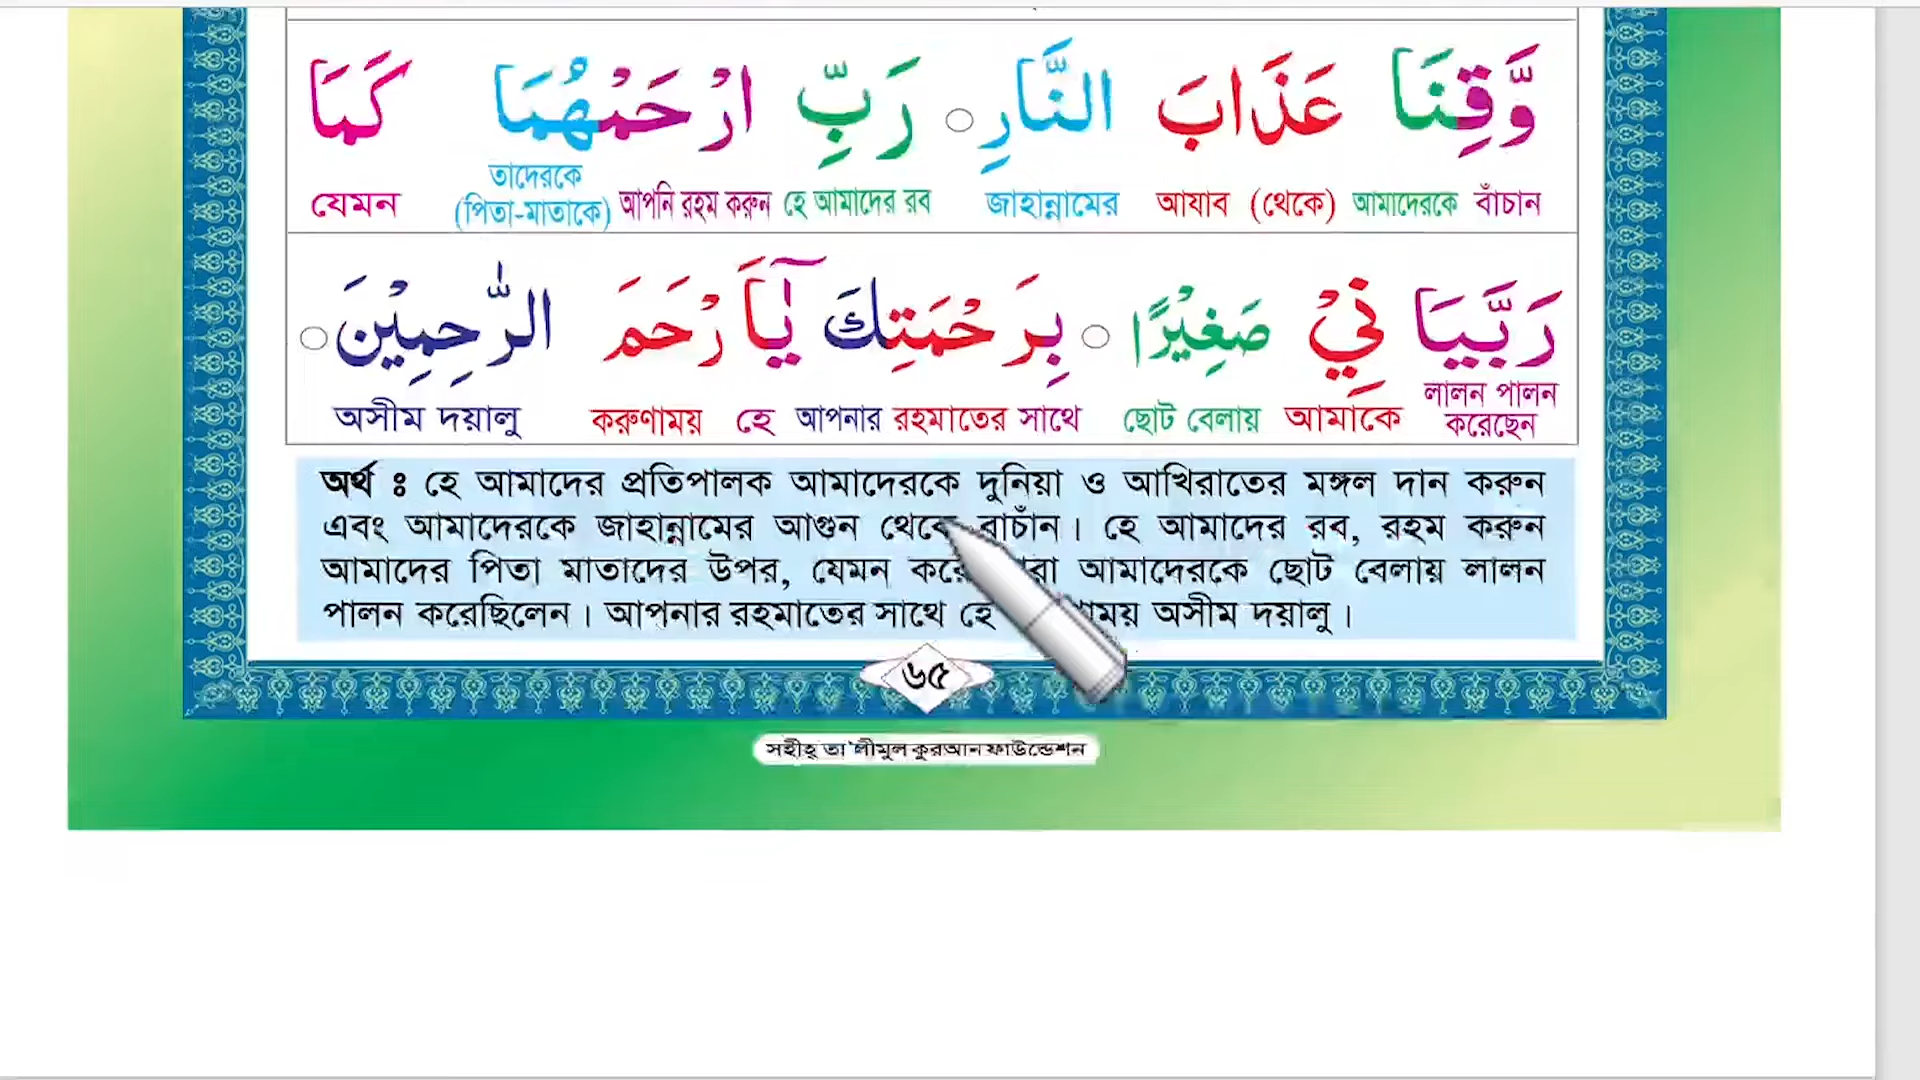 وَّقِنَا عَذَابَ النَّارِ ○ رَبِّ ارْحَمْهُمَا كَمَا
বাঁচান আমাদেরকে (থেকে) আযাব জাহান্নামের হে আমাদের রব আপনি রহম করুন তাদেরকে (পিতা-মাতাকে) যেমন
رَبَّيَا فِيْ صَغِيْرًا ○ بِرَحْمَتِكَ يَآ اَرْحَمَ الرّٰحِمِيْنَ ○
লালন পালন করেছেন আমাকে ছোট বেলায় আপনার রহমাতের সাথে হে করুণাময় অসীম দয়ালু
অর্থ ঃ হে আমাদের প্রতিপালক আমাদেরকে দুনিয়া ও আখিরাতের মঙ্গল দান করুন
এবং আমাদেরকে জাহান্নামের আগুন থেকে বাচাঁন। হে আমাদের রব, রহম করুন
আমাদের পিতা মাতাদের উপর, যেমন আমাদেরকে ছোট বেলায় লালন
পালন করেছিলেন। আপনার রহমাতের সাথে হে অসীম দয়ালু।
৬৫
সহীহ্ তা'লীমুল কুরআন ফাউন্ডেশন